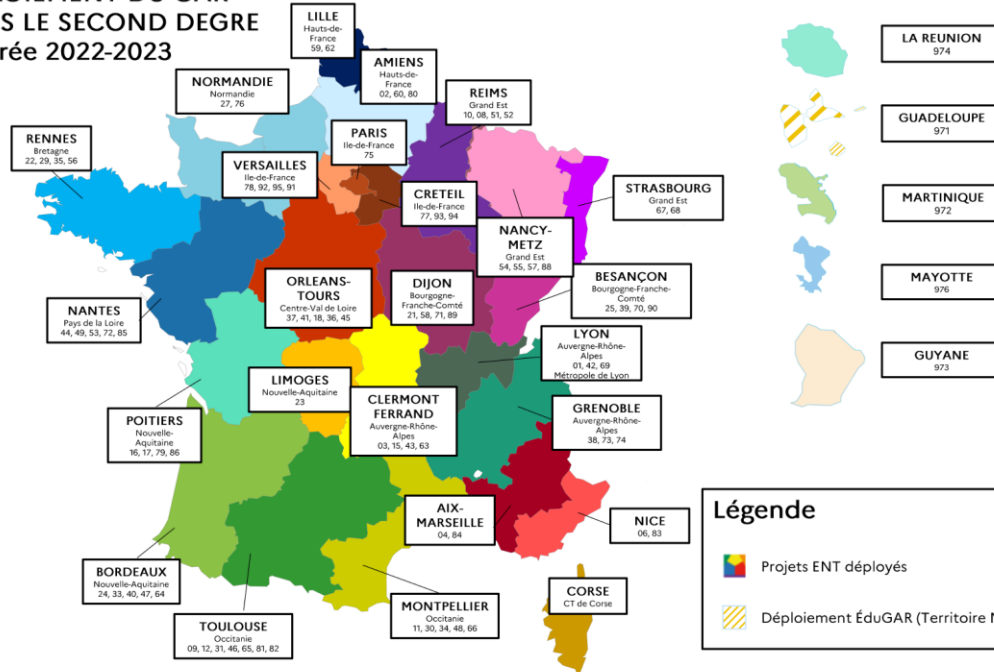 S LE SECOND DEGRE
rée 2022-2023
LILLE
Hauts-de-
France
59, 62
AMIENS
Hauts-de-
France
02, 60, 80
NORMANDIE
Normandie
27, 76
REIMS
Grand Est
10, 08, 51, 52
PARIS
Ile-de-France
75
RENNES
Bretagne
22, 29, 35, 56
VERSAILLES
Ile-de-France
78, 92, 95, 91
CRETEIL
Ile-de-France
77, 93, 94
STRASBOURG
Grand Est
67, 68
NANCY-
METZ
Grand Est
54, 55, 57, 88
BESANÇON
Bourgogne-Franche-
Comté
25, 39, 70, 90
ORLEANS-
TOURS
Centre-Val de Loire
37, 41, 18, 36, 45
DIJON
Bourgogne-
Franche-Comté
21, 58, 71, 89
NANTES
Pays de la Loire
44, 49, 53, 72, 85
LYON
Auvergne-Rhône-
Alpes
01, 42, 69
Métropole de Lyon
LIMOGES
Nouvelle-Aquitaine
23
CLERMONT
FERRAND
Auvergne-Rhône-
Alpes
03, 15, 43, 63
GRENOBLE
Auvergne-Rhône-
Alpes
38, 73, 74
POITIERS
Nouvelle-
Aquitaine
16, 17, 79, 86
AIX-
MARSEILLE
04, 84
NICE
06, 83
BORDEAUX
Nouvelle-Aquitaine
24, 33, 40, 47, 64
TOULOUSE
Occitanie
09, 12, 31, 46, 65, 81, 82
MONTPELLIER
Occitanie
11, 30, 34, 48, 66
CORSE
CT de Corse
LA REUNION
974
GUADELOUPE
971
MARTINIQUE
972
MAYOTTE
976
GUYANE
973
Légende
Projets ENT déployés
Déploiement ÉduGAR (Territoire